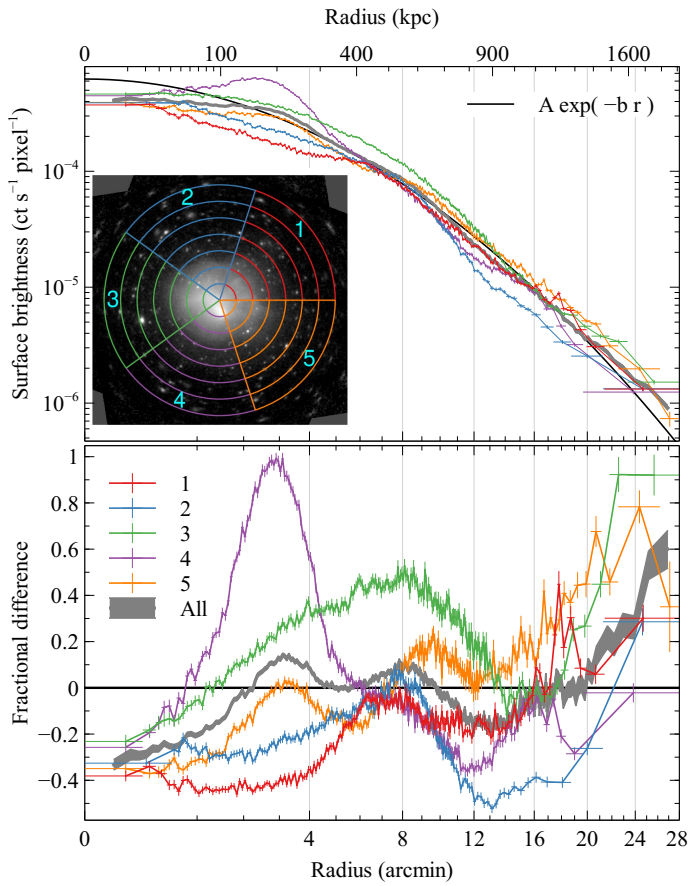 Radius (kpc)
0 100 400 900 1600
Surface brightness (ct s⁻¹ pixel⁻¹)
10⁻⁴
10⁻⁵
10⁻⁶
A exp( −b r )
1
2
3
4
5
Fractional difference
1
0.8
0.6
0.4
0.2
0
−0.2
−0.4
1
2
3
4
5
All
0 4 8 12 16 20 24 28
Radius (arcmin)